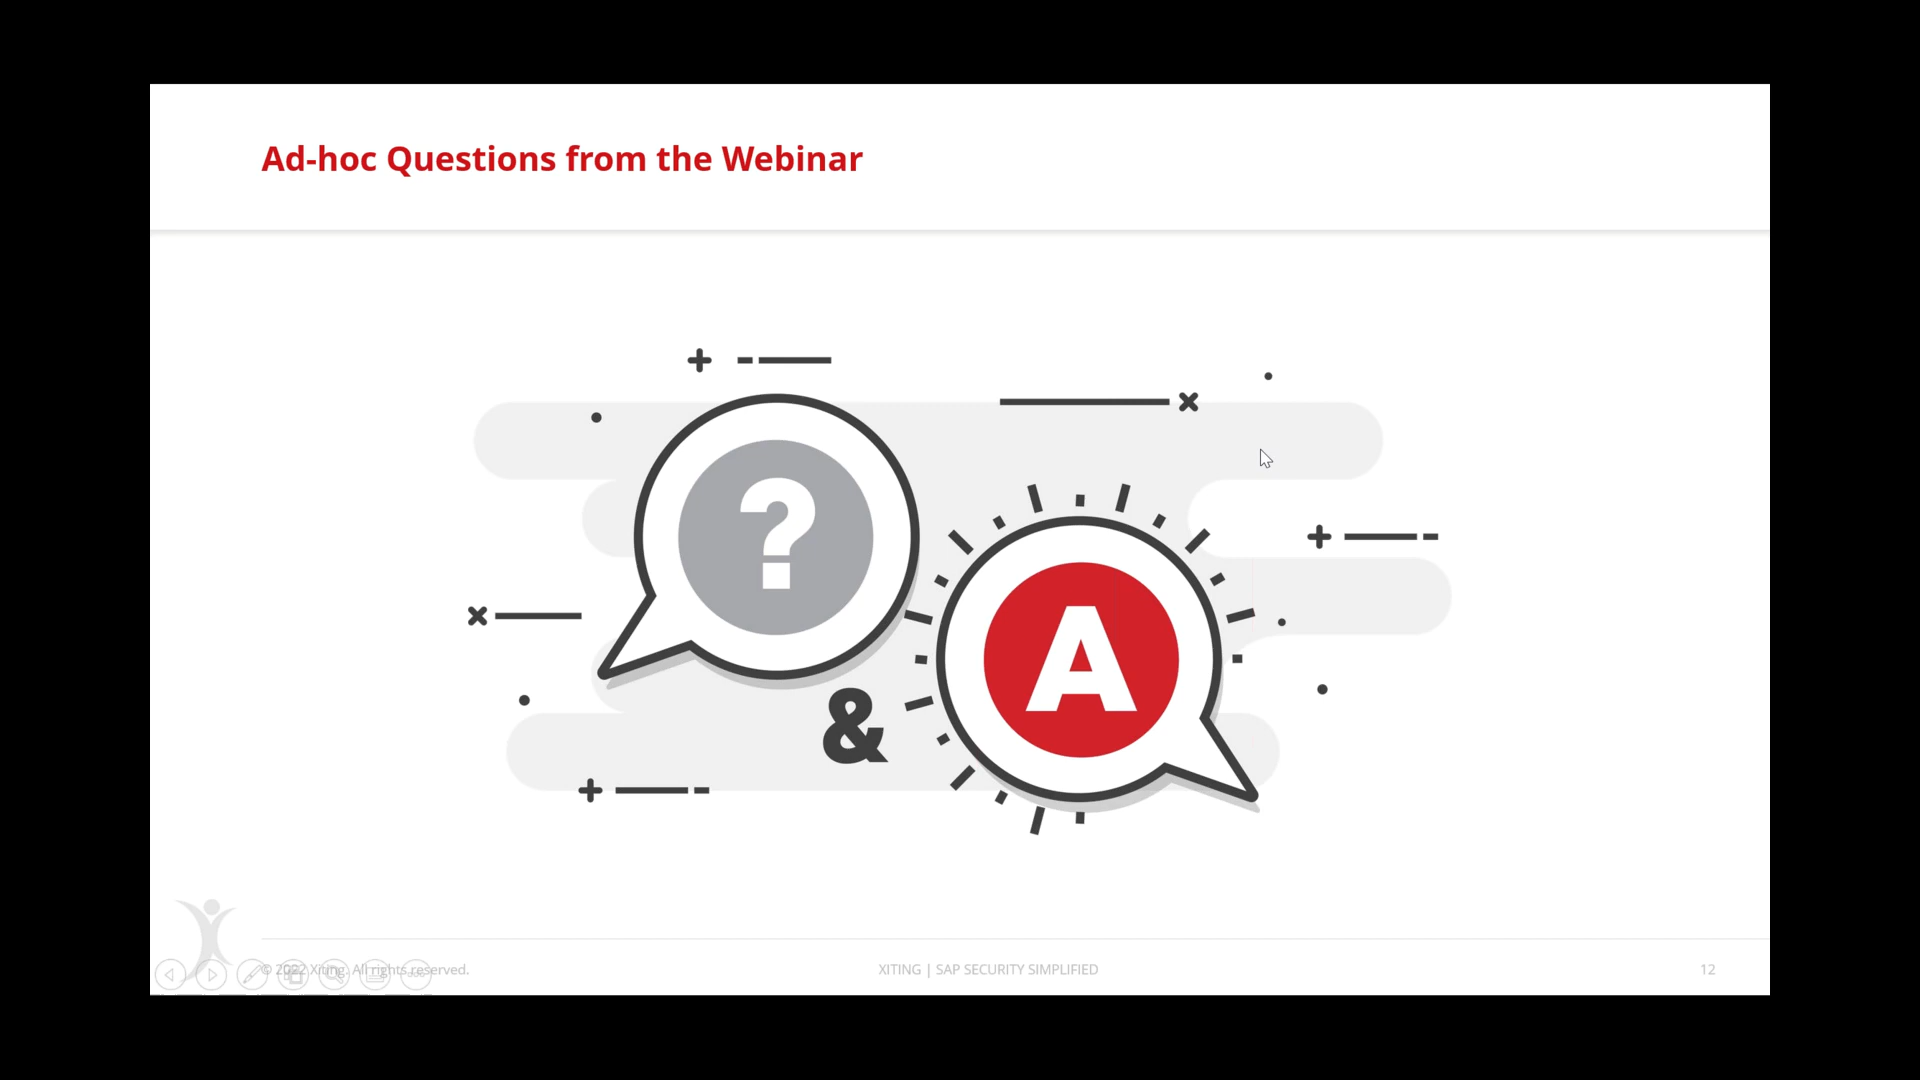 Ad-hoc Questions from the Webinar
?
&
A
© 2022 Xiting. All rights reserved.
XITING | SAP SECURITY SIMPLIFIED
12